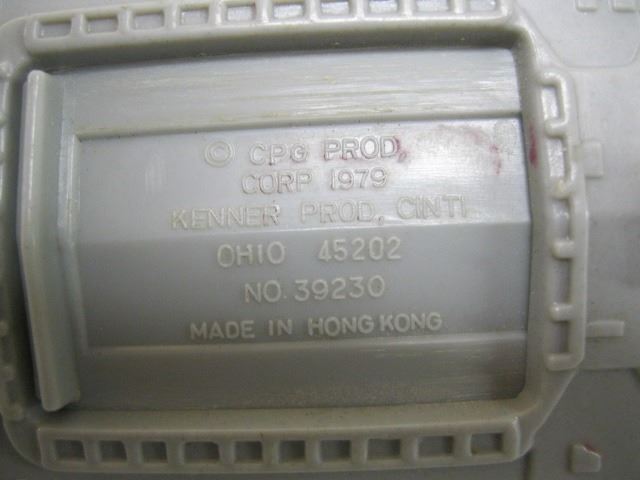 © CPG PROD.
CORP 1979
KENNER PROD, CINTI
OHIO 45202
NO. 39230
MADE IN HONG KONG